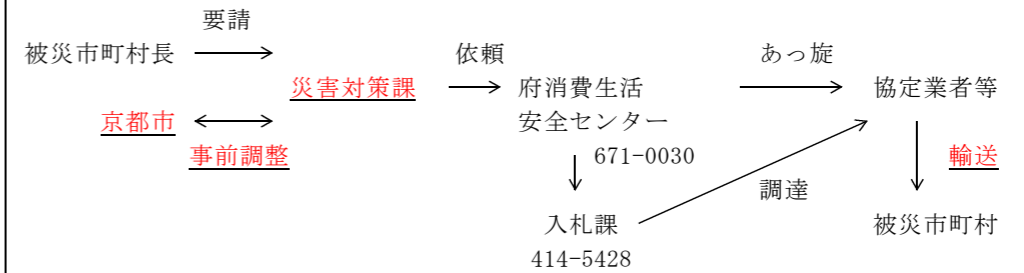 要請
被災市町村長
依頼
あっ旋
災害対策課
府消費生活
安全センター
協定業者等
京都市
事前調整
671-0030
輸送
調達
入札課
414-5428
被災市町村